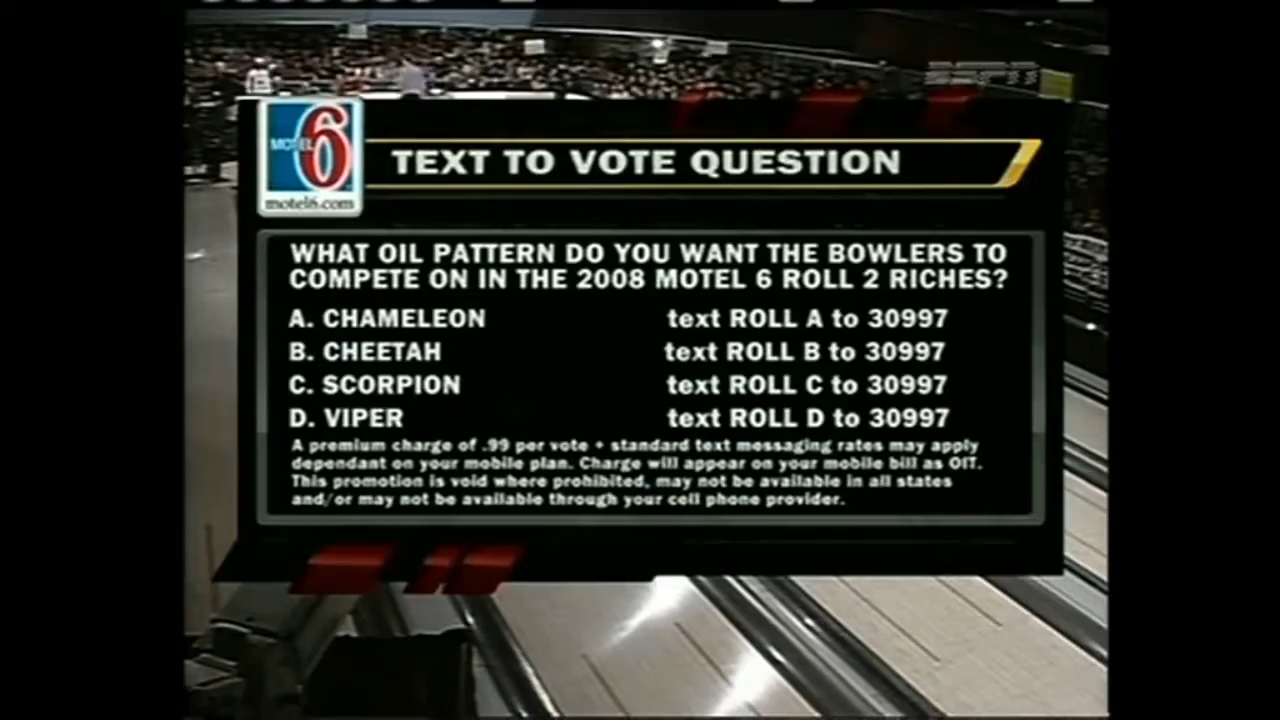 ESPN
MOTEL 6
motel6.com
TEXT TO VOTE QUESTION
WHAT OIL PATTERN DO YOU WANT THE BOWLERS TO
COMPETE ON IN THE 2008 MOTEL 6 ROLL 2 RICHES?
A. CHAMELEON text ROLL A to 30997
B. CHEETAH text ROLL B to 30997
C. SCORPION text ROLL C to 30997
D. VIPER text ROLL D to 30997
A premium charge of .99 per vote + standard text messaging rates may apply
dependant on your mobile plan. Charge will appear on your mobile bill as OIT.
This promotion is void where prohibited, may not be available in all states
and/or may not be available through your cell phone provider.